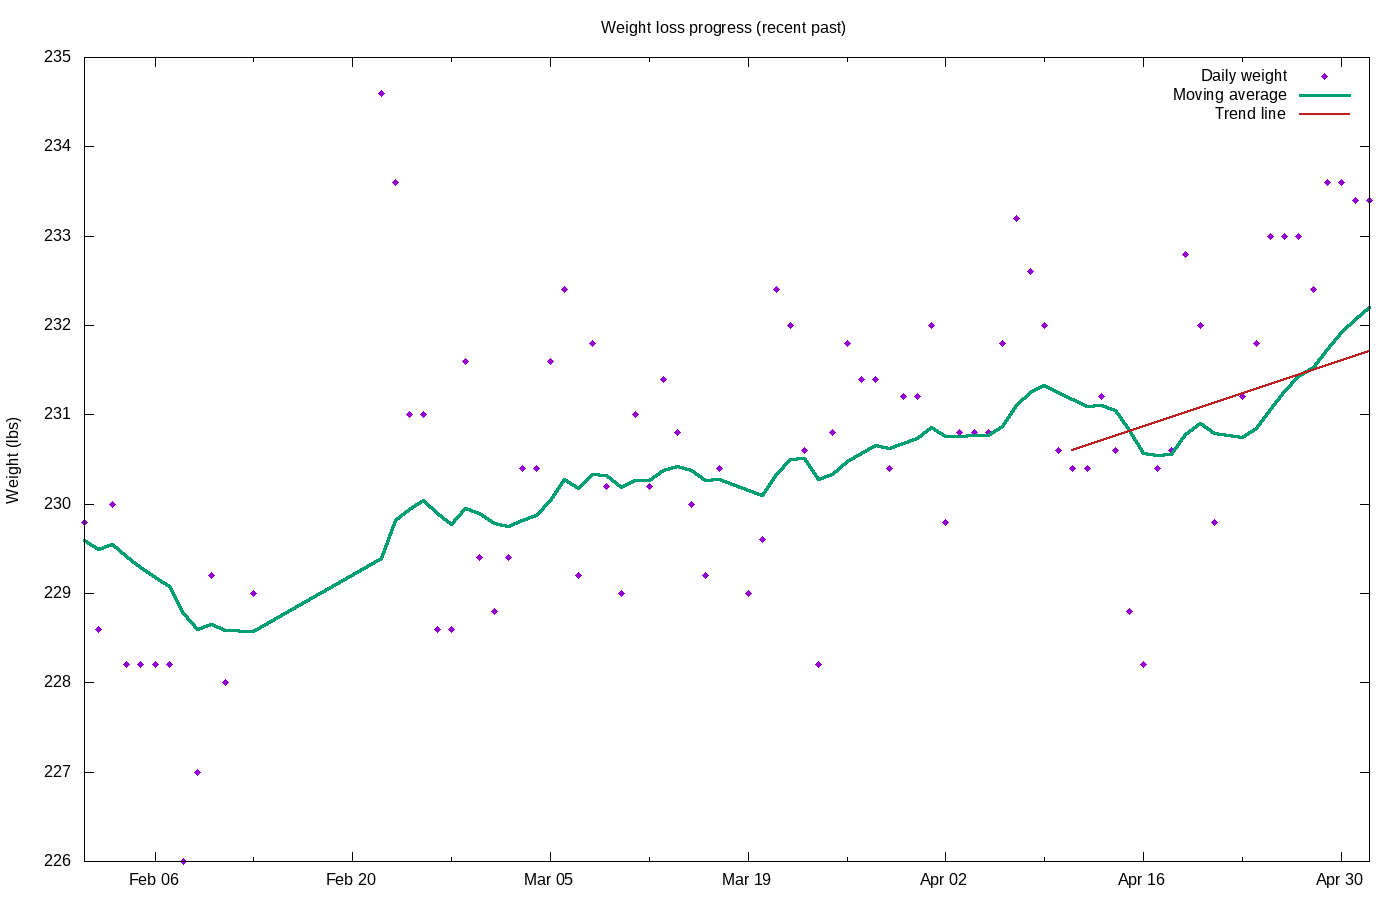 Weight loss progress (recent past)
Daily weight
Moving average
Trend line
Weight (lbs)
235
234
233
232
231
230
229
228
227
226
Feb 06 Feb 20 Mar 05 Mar 19 Apr 02 Apr 16 Apr 30